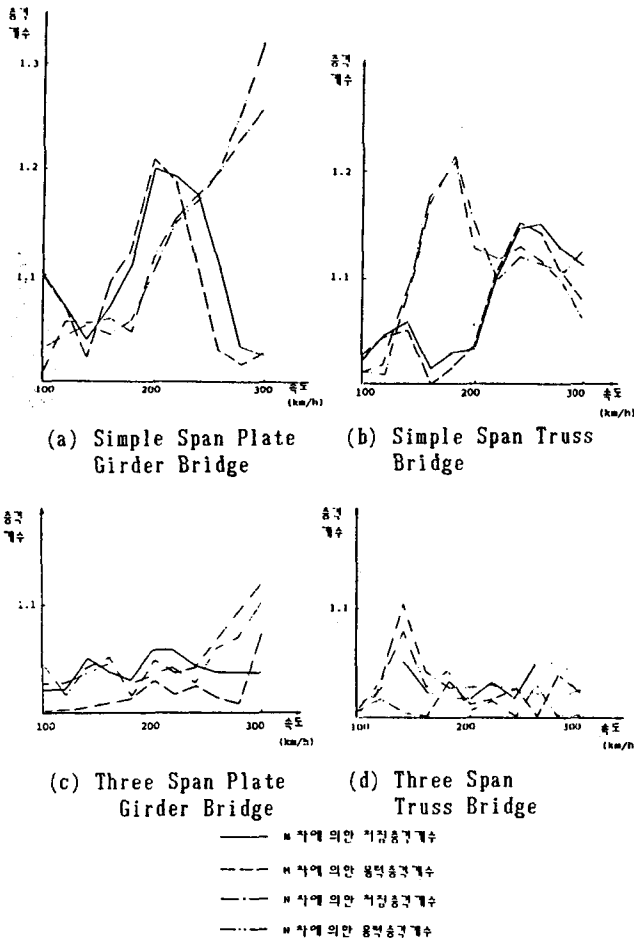 충격
계수
1.3
1.2
1.1
100
200
300
속도
(km/h)
(a) Simple Span Plate
Girder Bridge
충격
계수
1.2
1.1
100
200
300
속도
(km/h)
(b) Simple Span Truss
Bridge
충격
계수
1.1
100
200
300
속도
(km/h)
(c) Three Span Plate
Girder Bridge
충격
계수
1.1
100
200
300
속도
(km/h)
(d) Three Span
Truss Bridge
M 차에 의한 처짐충격계수
M 차에 의한 응력충격계수
N 차에 의한 처짐충격계수
N 차에 의한 응력충격계수